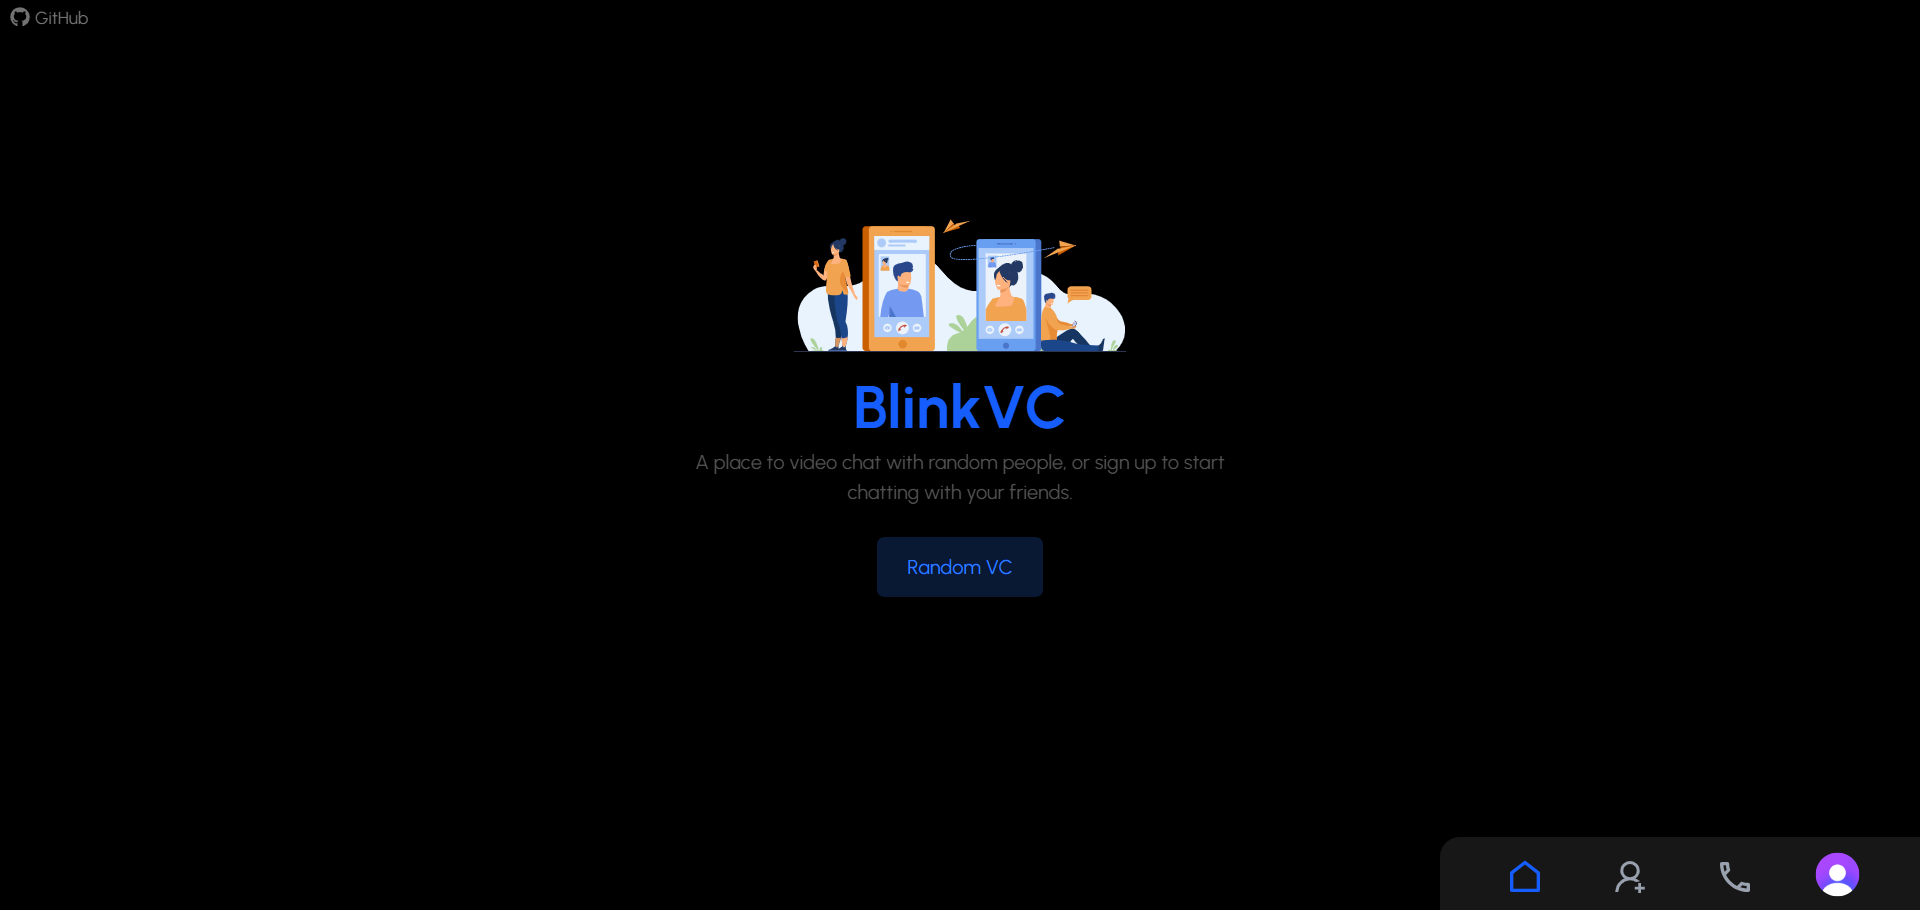 GitHub
BlinkVC
A place to video chat with random people, or sign up to start
chatting with your friends.
Random VC